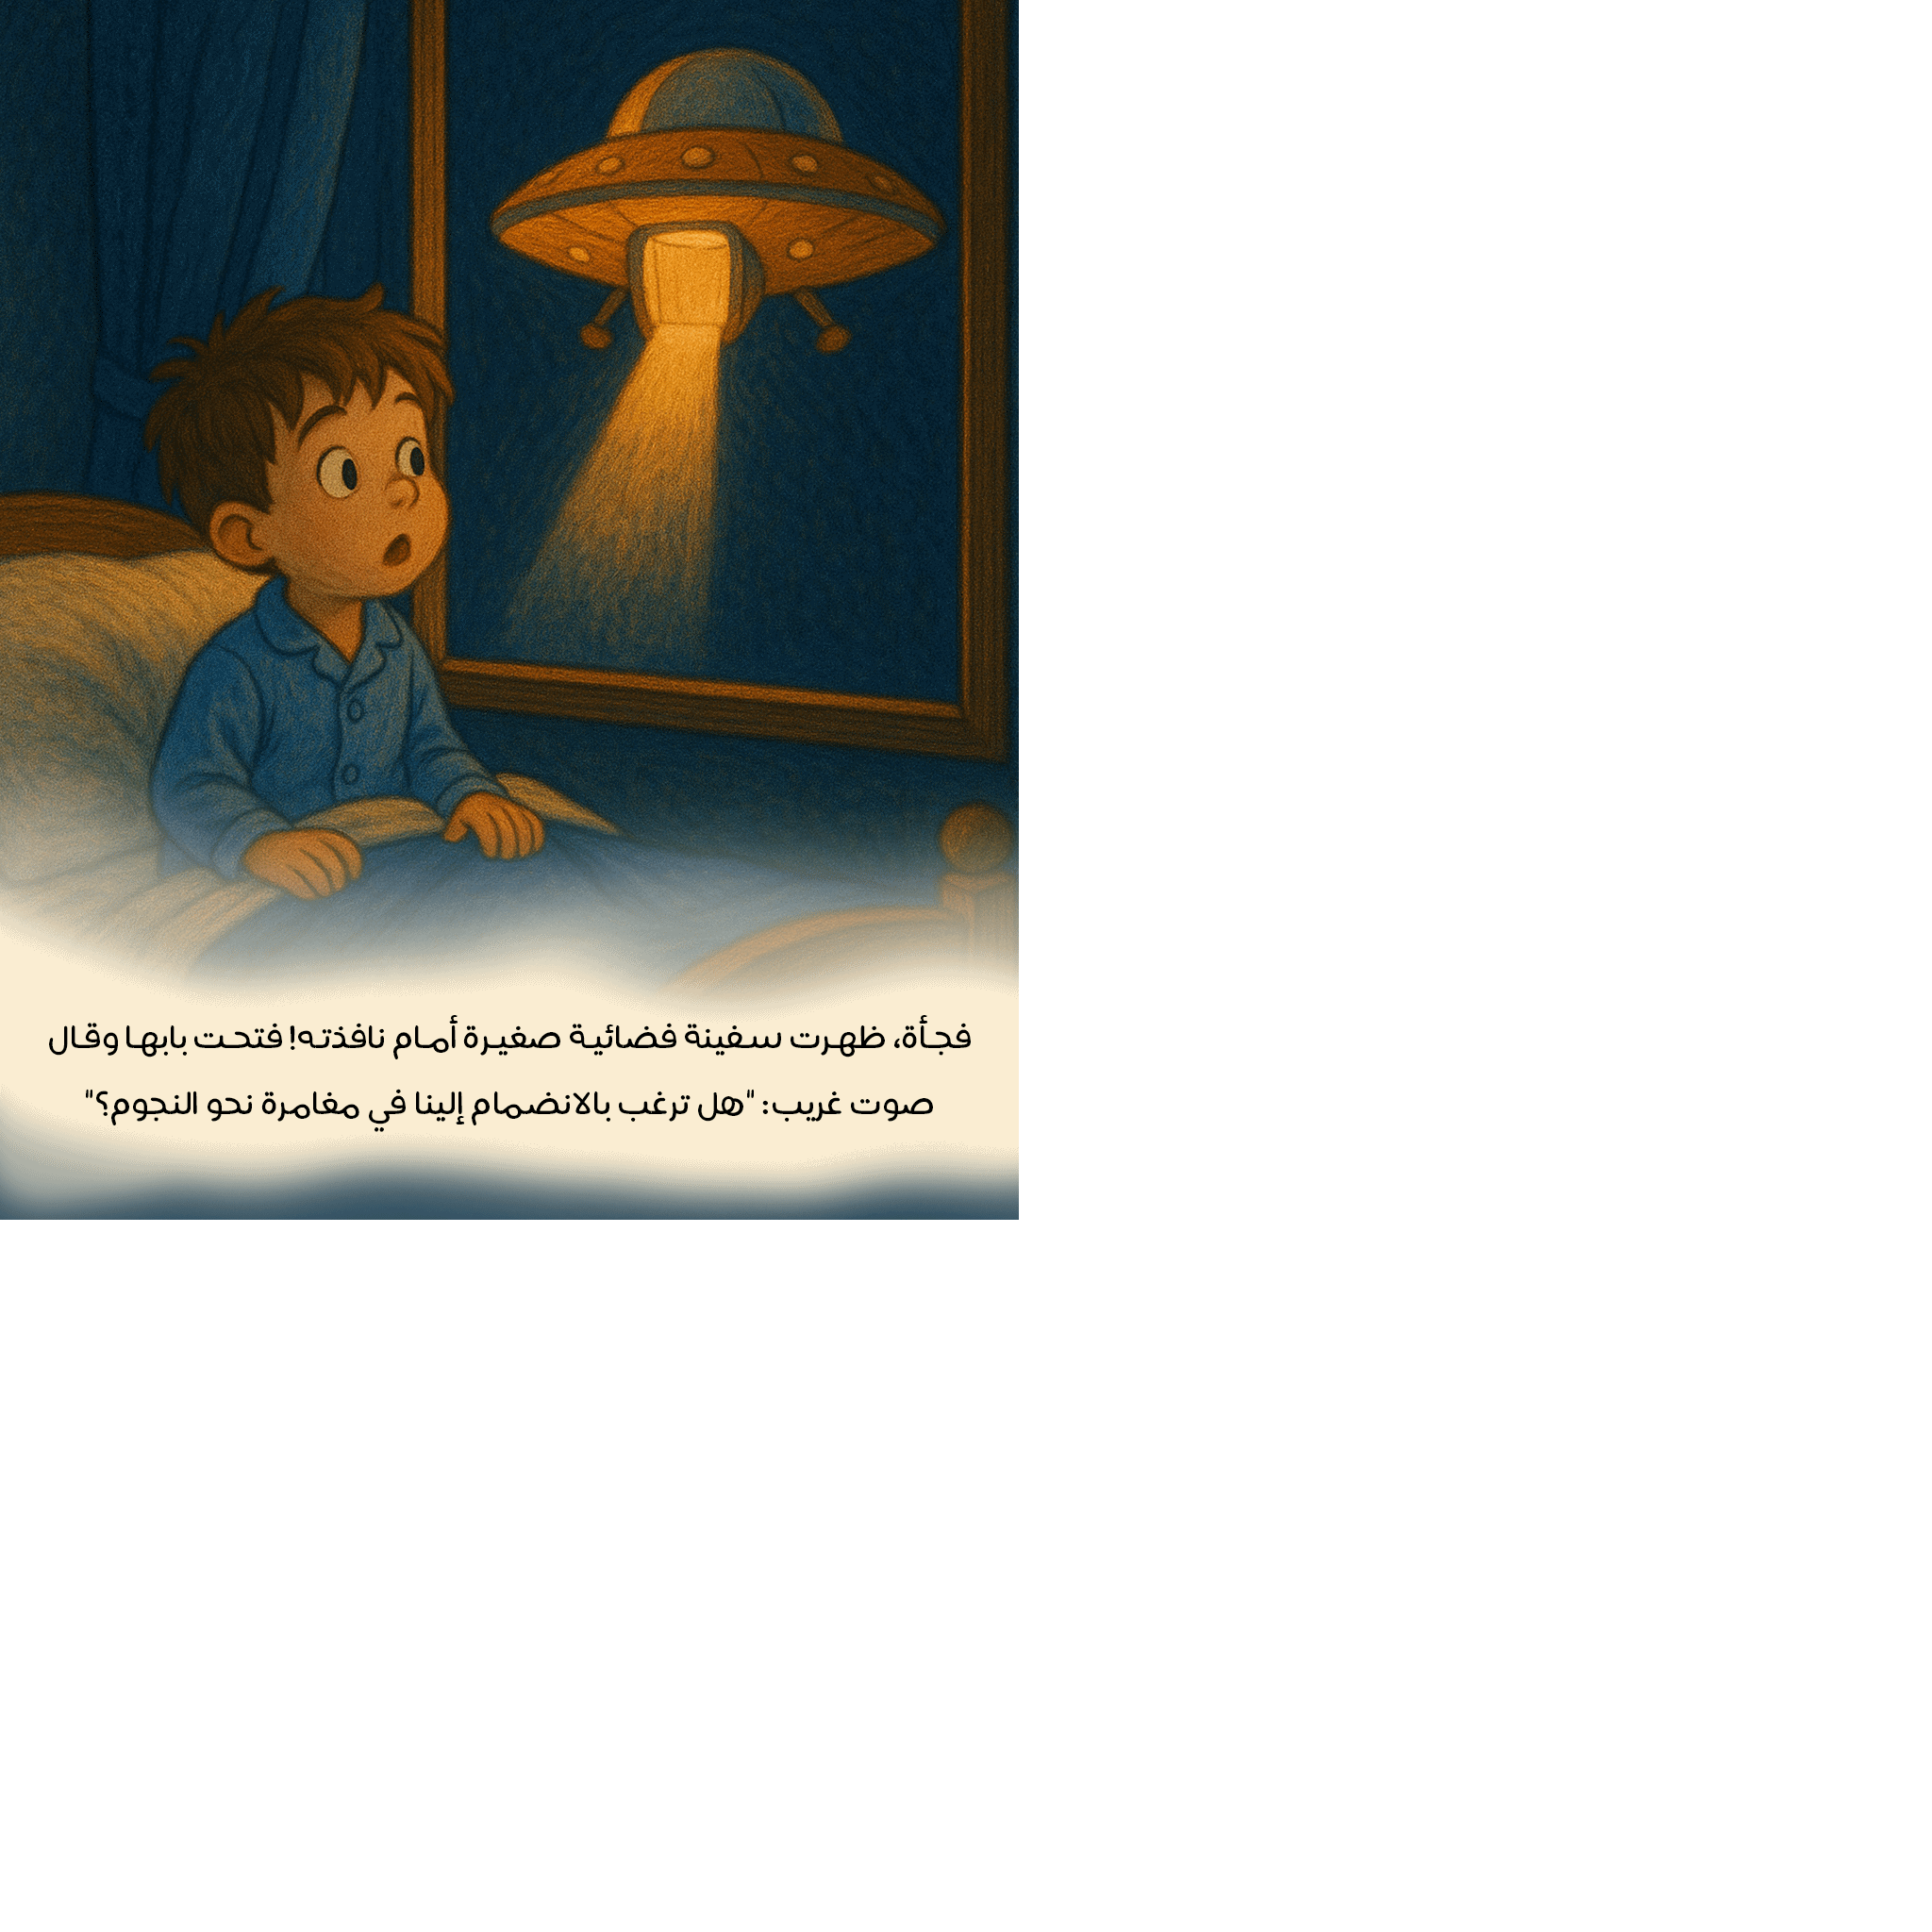 فجأة، ظهرت سفينة فضائية صغيرة أمام نافذته! فتحت بابها وقال
صوت غريب: "هل ترغب بالانضمام إلينا في مغامرة نحو النجوم؟"